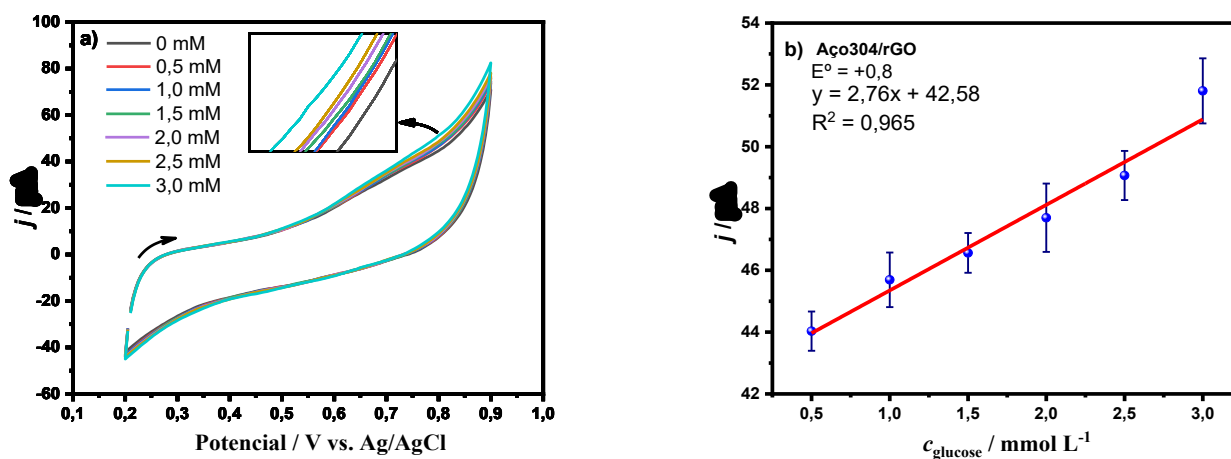 a)
0 mM
0,5 mM
1,0 mM
1,5 mM
2,0 mM
2,5 mM
3,0 mM
100
80
60
40
20
0
-20
-40
-60
j /
0,1 0,2 0,3 0,4 0,5 0,6 0,7 0,8 0,9 1,0
Potencial / V vs. Ag/AgCl
b) Aço304/rGO
Eº = +0,8
y = 2,76x + 42,58
R² = 0,965
54
52
50
48
46
44
42
j /
0,5 1,0 1,5 2,0 2,5 3,0
c_glucose / mmol L⁻¹